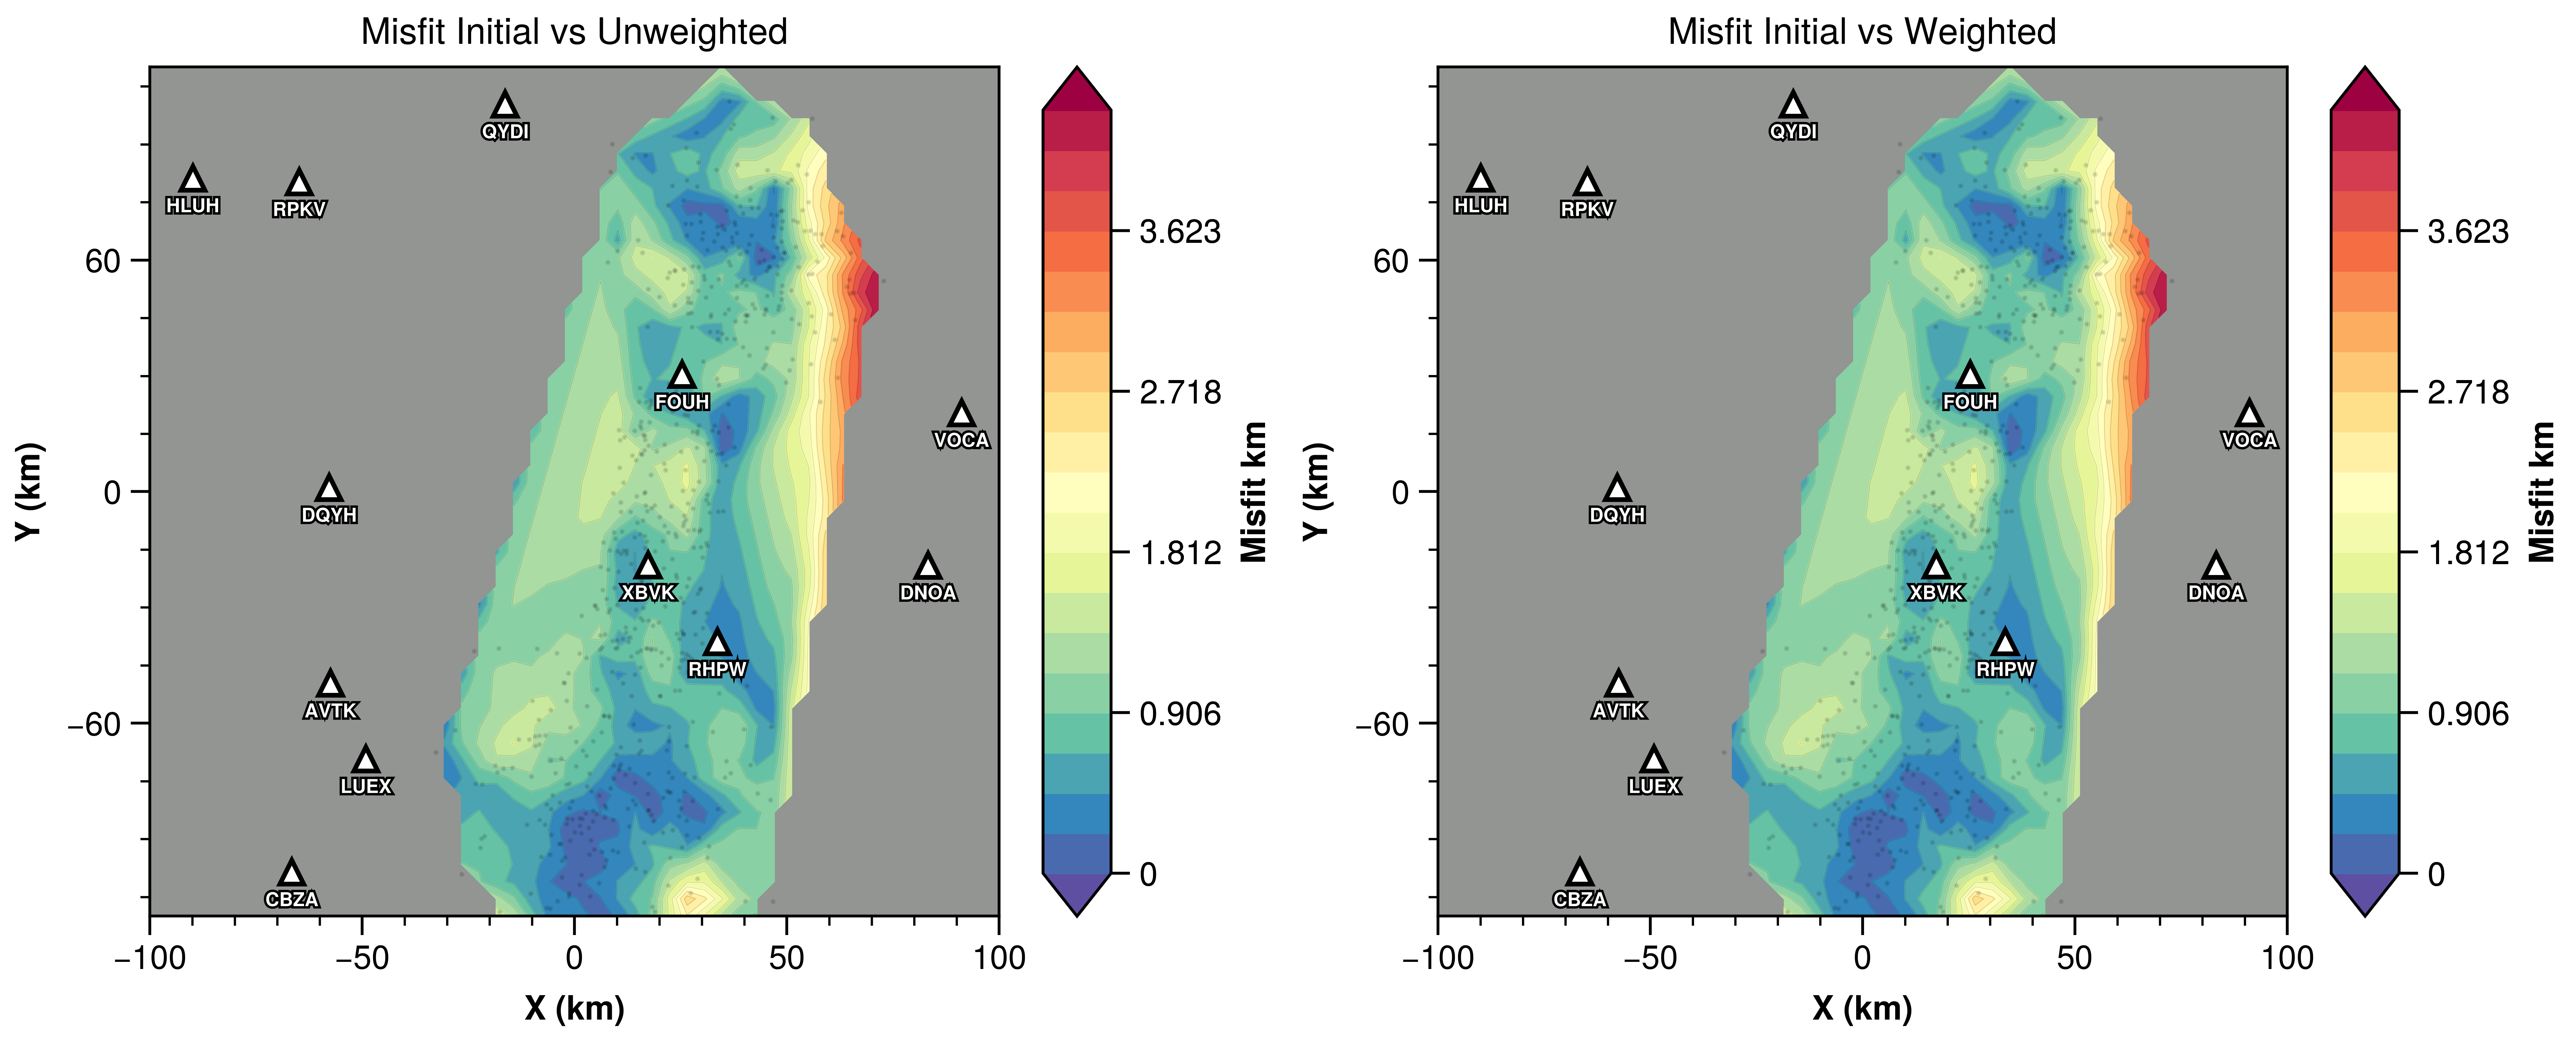 Misfit Initial vs Unweighted
QYDI
HLUH
RPKV
FOUH
VOCA
DQYH
XBVK
DNOA
RHPW
AVTK
LUEX
CBZA
60
0
−60
Y (km)
−100
−50
0
50
100
X (km)
3.623
2.718
1.812
0.906
0
Misfit km
Misfit Initial vs Weighted
QYDI
HLUH
RPKV
FOUH
VOCA
DQYH
XBVK
DNOA
RHPW
AVTK
LUEX
CBZA
60
0
−60
Y (km)
−100
−50
0
50
100
X (km)
3.623
2.718
1.812
0.906
0
Misfit km